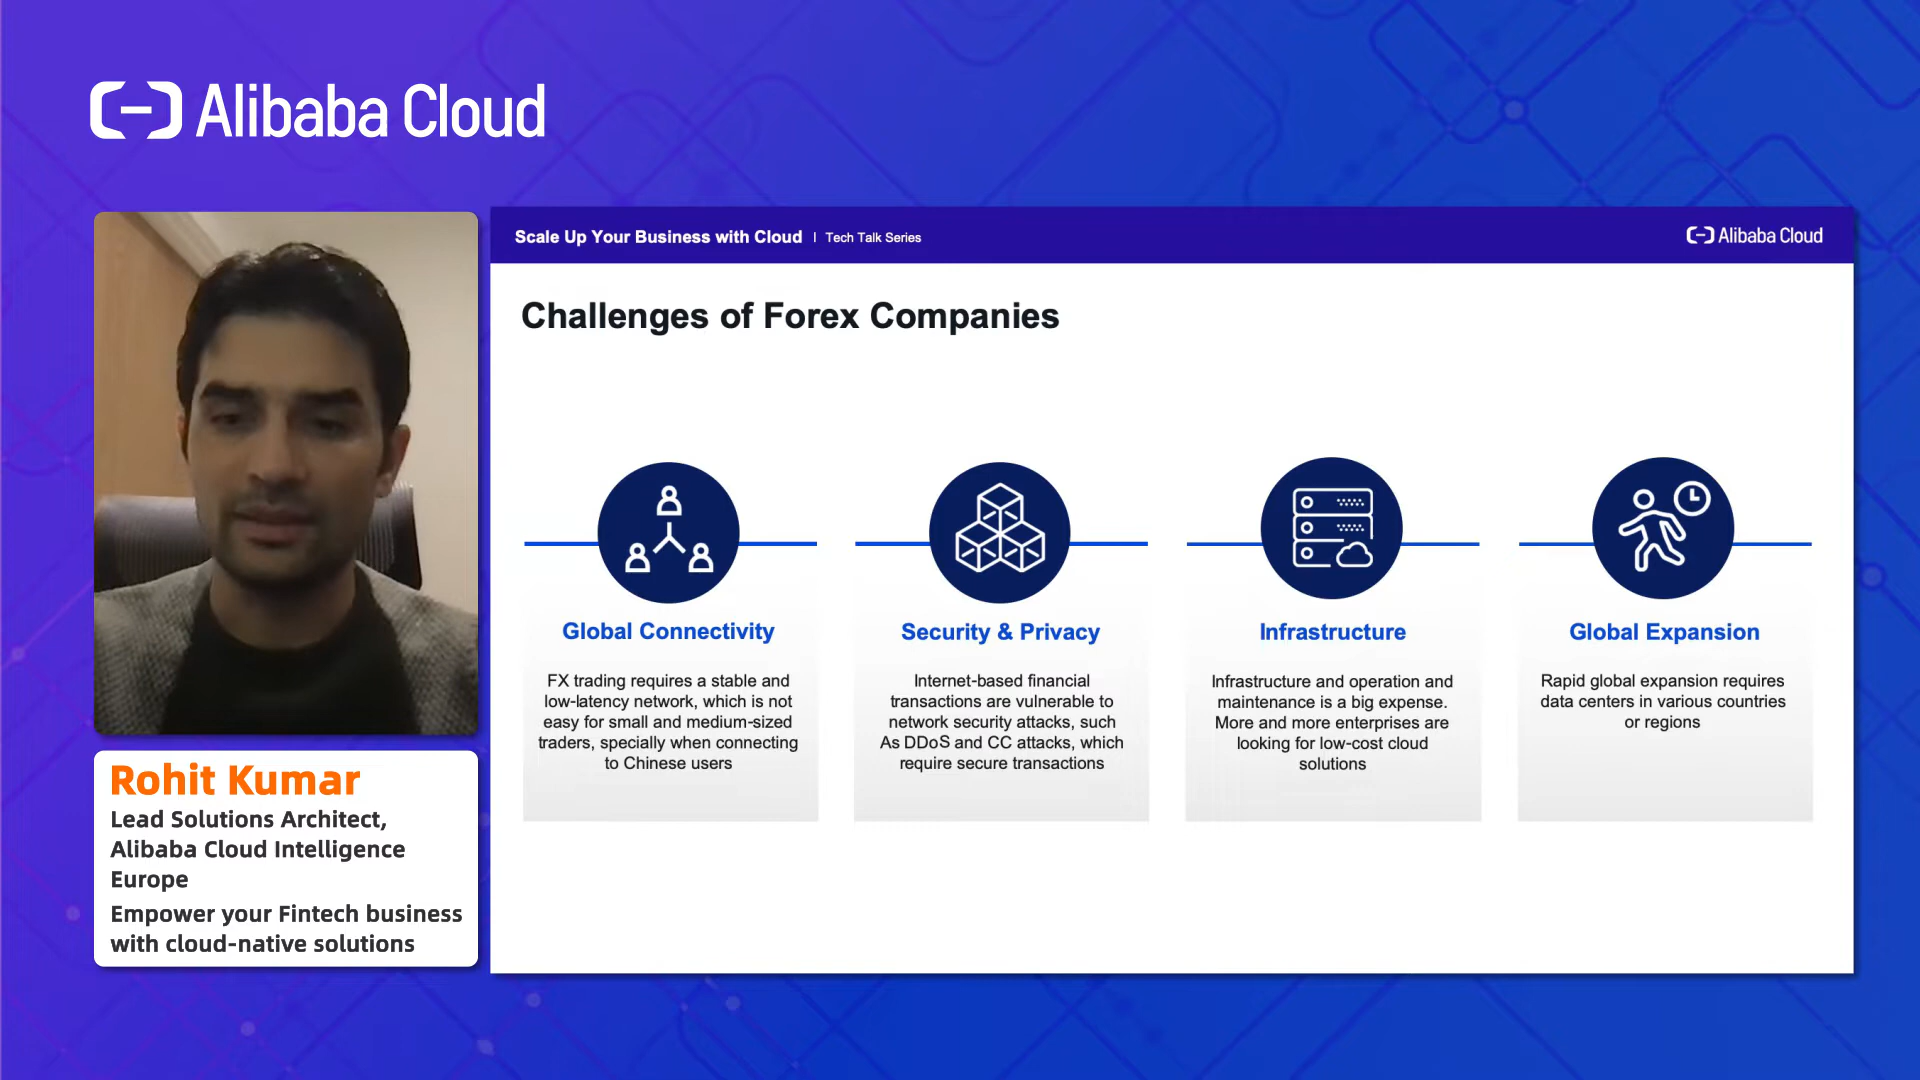 Alibaba Cloud
Scale Up Your Business with Cloud | Tech Talk Series
Alibaba Cloud
Challenges of Forex Companies
Global Connectivity
FX trading requires a stable and
low-latency network, which is not
easy for small and medium-sized
traders, specially when connecting
to Chinese users
Security & Privacy
Internet-based financial
transactions are vulnerable to
network security attacks, such
As DDoS and CC attacks, which
require secure transactions
Infrastructure
Infrastructure and operation and
maintenance is a big expense.
More and more enterprises are
looking for low-cost cloud
solutions
Global Expansion
Rapid global expansion requires
data centers in various countries
or regions
Rohit Kumar
Lead Solutions Architect,
Alibaba Cloud Intelligence
Europe
Empower your Fintech business
with cloud-native solutions